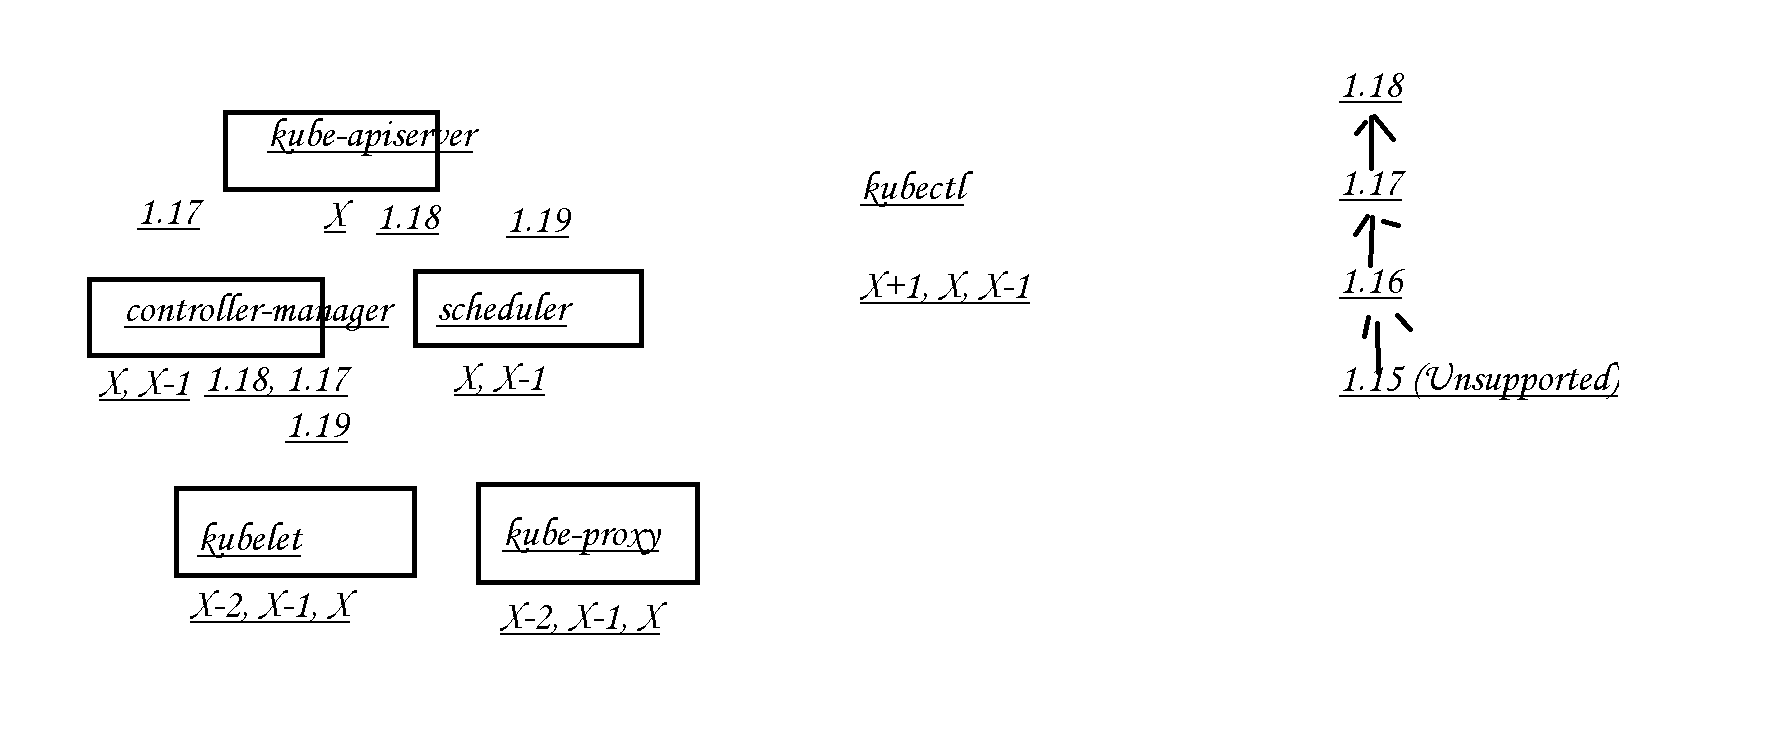 kube-apiserver
1.17 X 1.18 1.19
controller-manager
scheduler
X, X-1 1.18, 1.17
1.19
X, X-1
kubelet
kube-proxy
X-2, X-1, X
X-2, X-1, X
kubectl
X+1, X, X-1
1.18
1.17
1.16
1.15 (Unsupported)